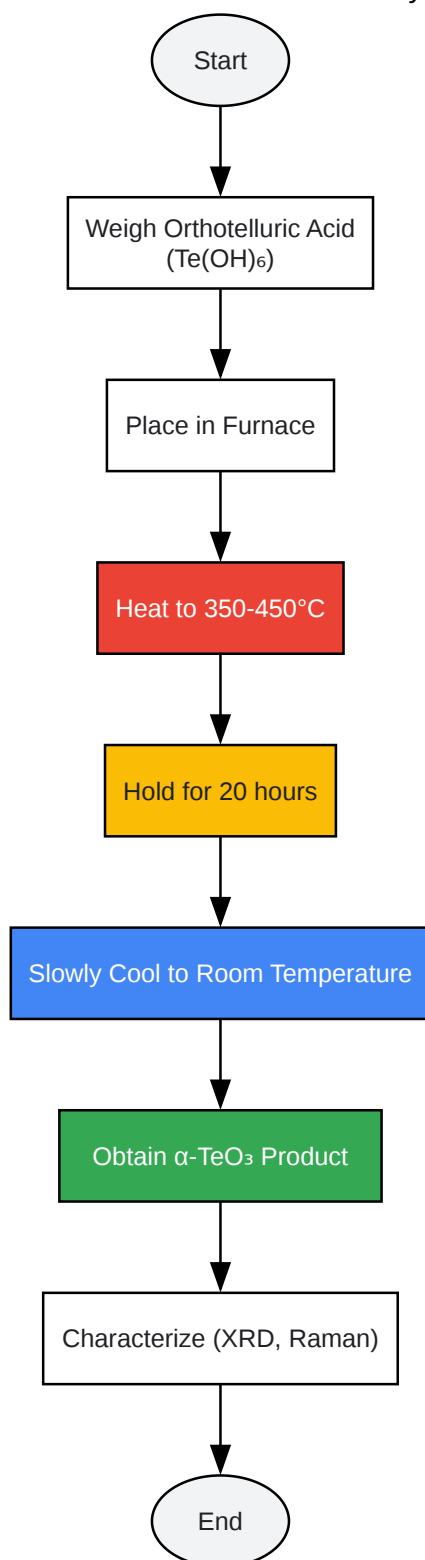 Start
Weigh Orthotelluric Acid
(Te(OH)₆)
Place in Furnace
Heat to 350-450°C
Hold for 20 hours
Slowly Cool to Room Temperature
Obtain α-TeO₃ Product
Characterize (XRD, Raman)
End